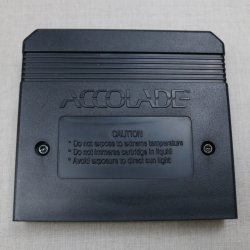 ACCOLADE
CAUTION
* Do not expose to extreme temperature
* Do not immerse cartridge in liquid
* Avoid exposure to direct sun light